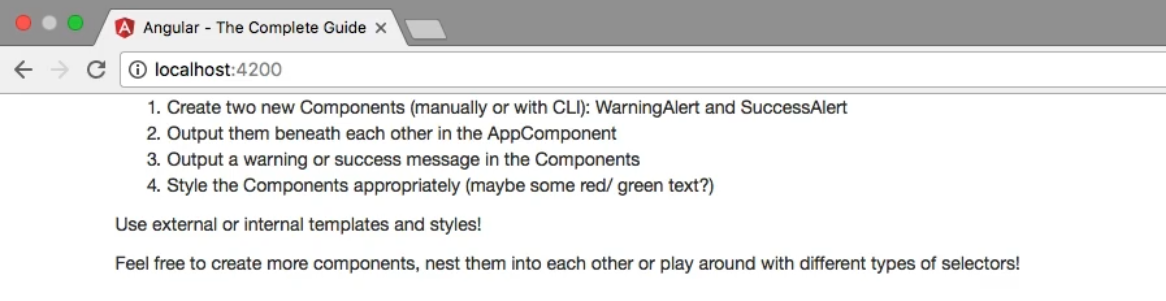 Angular - The Complete Guide
localhost:4200
1. Create two new Components (manually or with CLI): WarningAlert and SuccessAlert
2. Output them beneath each other in the AppComponent
3. Output a warning or success message in the Components
4. Style the Components appropriately (maybe some red/ green text?)
Use external or internal templates and styles!
Feel free to create more components, nest them into each other or play around with different types of selectors!